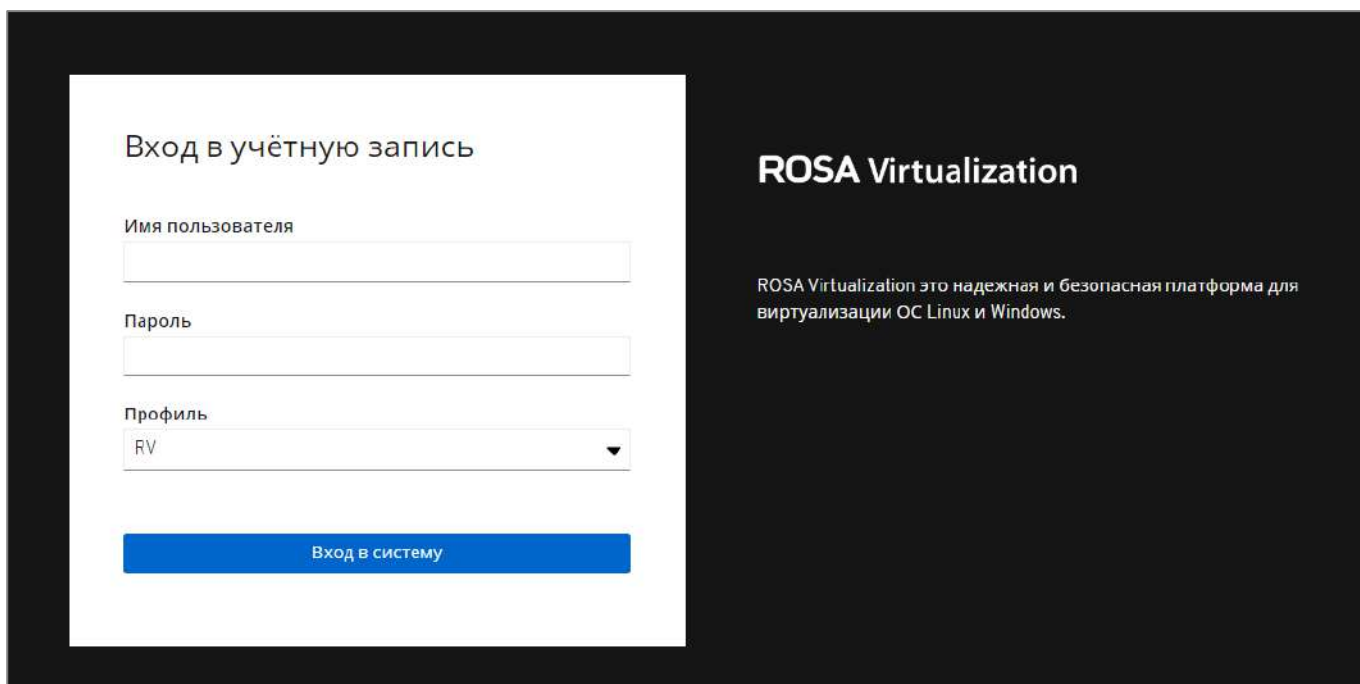 Вход в учётную запись
Имя пользователя
Пароль
Профиль
RV
Вход в систему
ROSA Virtualization
ROSA Virtualization это надежная и безопасная платформа для
виртуализации ОС Linux и Windows.